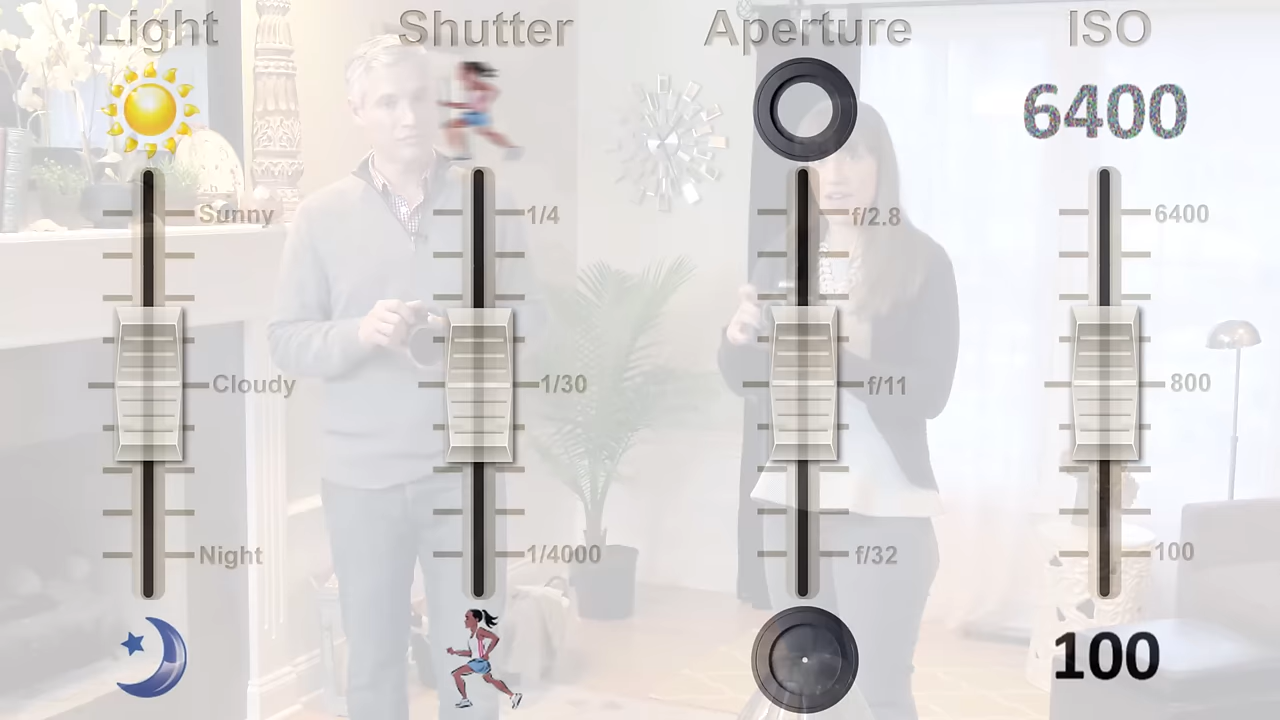 Light Shutter Aperture ISO
6400
Sunny 1/4 f/2.8 6400
Cloudy 1/30 f/11 800
Night 1/4000 f/32 100
100